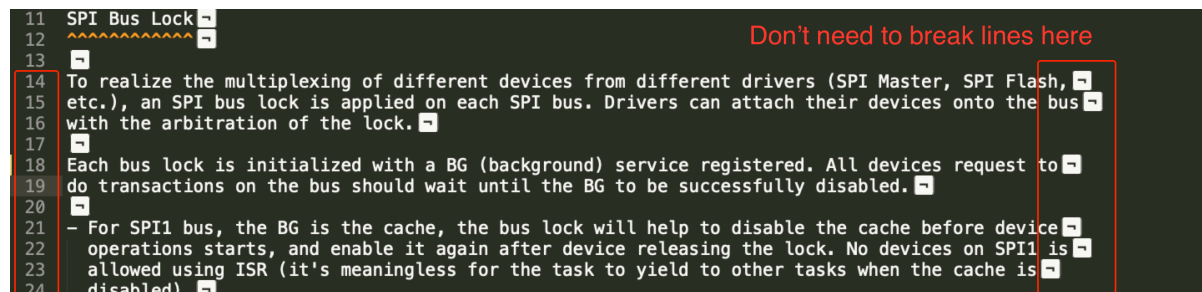 11 SPI Bus Lock¬
12 ^^^^^^^^^^^^¬
Don't need to break lines here
13 ¬
14 To realize the multiplexing of different devices from different drivers (SPI Master, SPI Flash,¬
15 etc.), an SPI bus lock is applied on each SPI bus. Drivers can attach their devices onto the bus¬
16 with the arbitration of the lock.¬
17 ¬
18 Each bus lock is initialized with a BG (background) service registered. All devices request to¬
19 do transactions on the bus should wait until the BG to be successfully disabled.¬
20 ¬
21 - For SPI1 bus, the BG is the cache, the bus lock will help to disable the cache before device¬
22 operations starts, and enable it again after device releasing the lock. No devices on SPI1 is¬
23 allowed using ISR (it's meaningless for the task to yield to other tasks when the cache is¬
24 disabled).¬